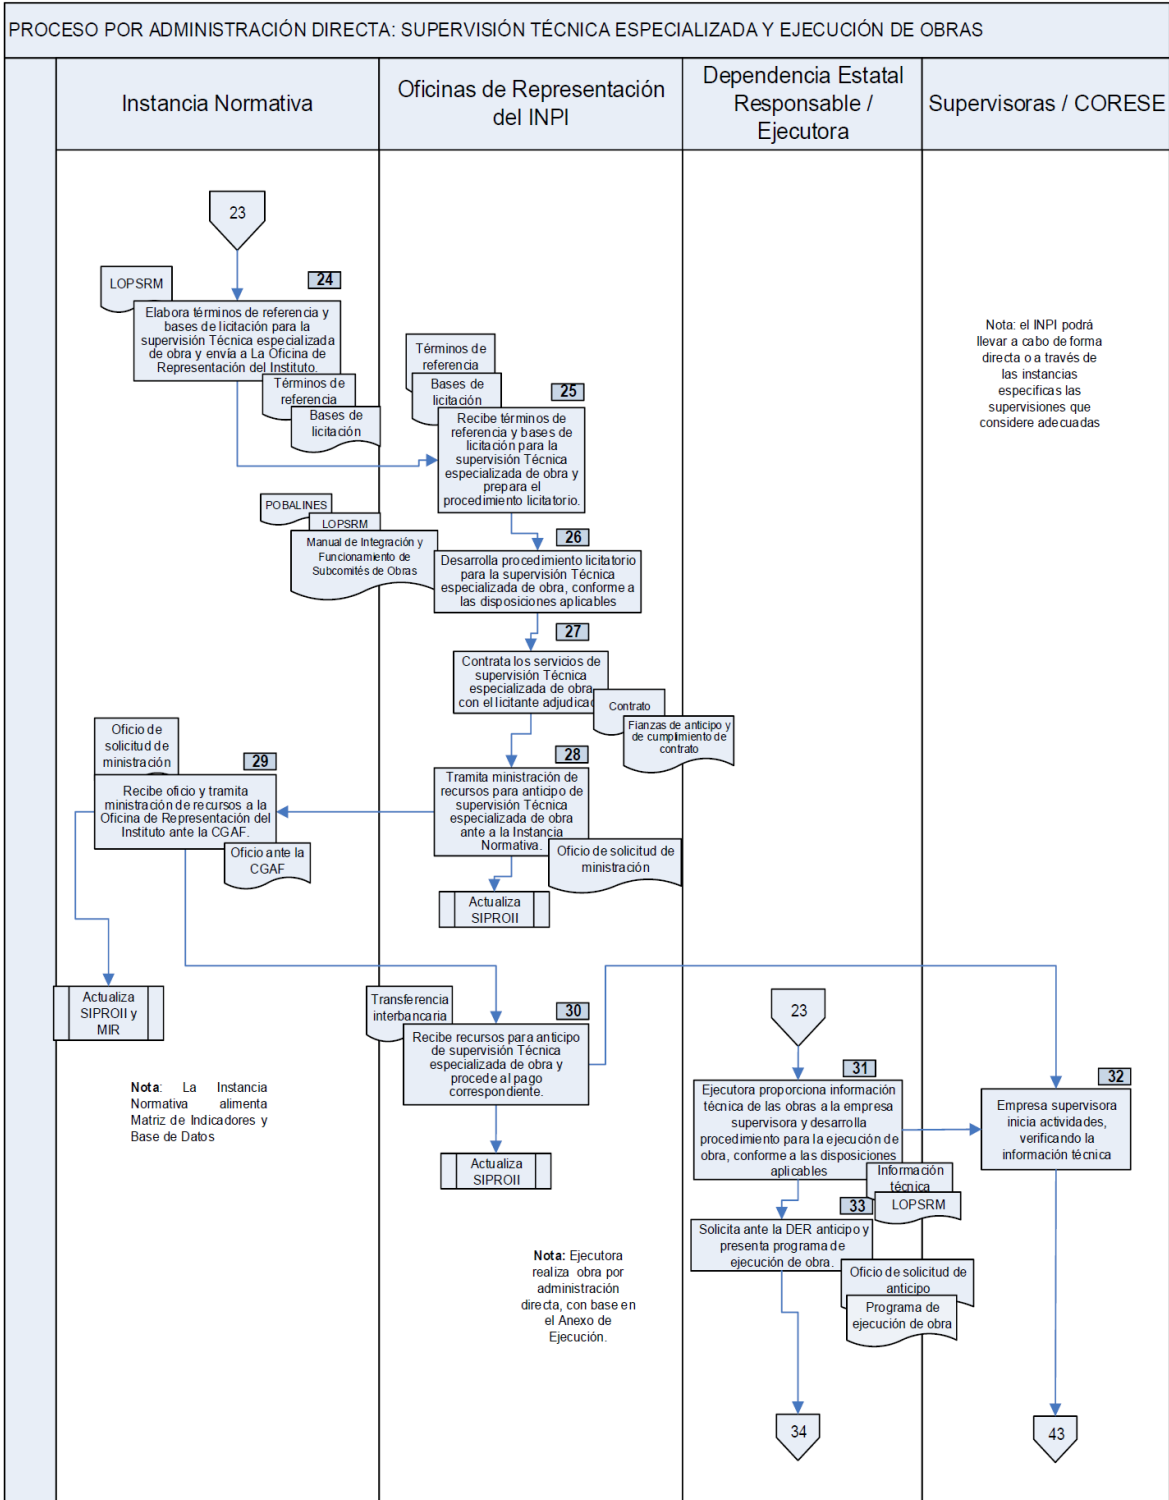 PROCESO POR ADMINISTRACIÓN DIRECTA: SUPERVISIÓN TÉCNICA ESPECIALIZADA Y EJECUCIÓN DE OBRAS
Instancia Normativa
Oficinas de Representación
del INPI
Dependencia Estatal
Responsable /
Ejecutora
Supervisoras / CORESE
23
LOPSRM
24
Elabora términos de referencia y
bases de licitación para la
supervisión Técnica especializada
de obra y envía a La Oficina de
Representación del Instituto.
Términos de
referencia
Bases de
licitación
Términos de
referencia
Bases de
licitación
25
Recibe términos de
referencia y bases de
licitación para la
supervisión Técnica
especializada de obra y
prepara el
procedimiento licitatorio.
Nota: el INPI podrá
llevar a cabo de forma
directa o a través de
las instancias
especificas las
supervisiones que
considere adecuadas
POBALINES
LOPSRM
Manual de Integración y
Funcionamiento de
Subcomités de Obras
26
Desarrolla procedimiento licitatorio
para la supervisión Técnica
especializada de obra, conforme a
las disposiciones aplicables
27
Contrata los servicios de
supervisión Técnica
especializada de obra
con el licitante adjudicad
Contrato
Fianzas de anticipo y
de cumplimiento de
contrato
28
Tramita ministración de
recursos para anticipo de
supervisión Técnica
especializada de obra
ante a la Instancia
Normativa.
Oficio de solicitud de
ministración
Actualiza
SIPROII
Oficio de
solicitud de
ministración
29
Recibe oficio y tramita
ministración de recursos a la
Oficina de Representación del
Instituto ante la CGAF.
Oficio ante la
CGAF
Actualiza
SIPROII y
MIR
Transferencia
interbancaria
30
Recibe recursos para anticipo
de supervisión Técnica
especializada de obra y
procede al pago
correspondiente.
Actualiza
SIPROII
Nota: La Instancia
Normativa alimenta
Matriz de Indicadores y
Base de Datos
23
31
Ejecutora proporciona información
técnica de las obras a la empresa
supervisora y desarrolla
procedimiento para la ejecución de
obra, conforme a las disposiciones
aplicables
Información
técnica
LOPSRM
32
Empresa supervisora
inicia actividades,
verificando la
información técnica
33
Solicita ante la DER anticipo y
presenta programa de
ejecución de obra.
Oficio de solicitud de
anticipo
Programa de
ejecución de obra
Nota: Ejecutora
realiza obra por
administración
directa, con base en
el Anexo de
Ejecución.
34
43